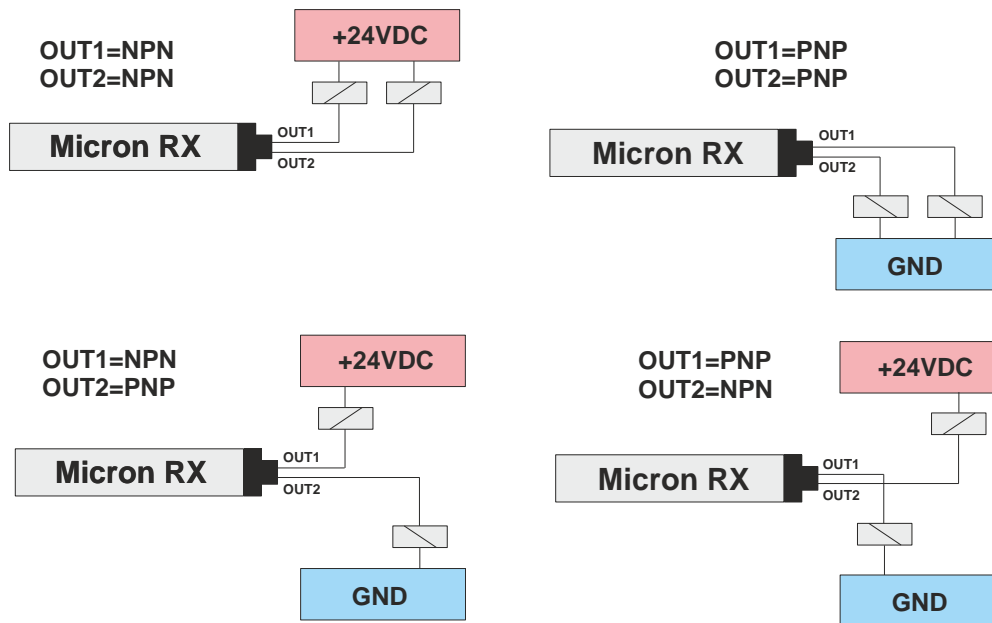 OUT1=NPN
OUT2=NPN
+24VDC
Micron RX
OUT1
OUT2
OUT1=PNP
OUT2=PNP
Micron RX
OUT1
OUT2
GND
OUT1=NPN
OUT2=PNP
+24VDC
Micron RX
OUT1
OUT2
GND
OUT1=PNP
OUT2=NPN
+24VDC
Micron RX
OUT1
OUT2
GND